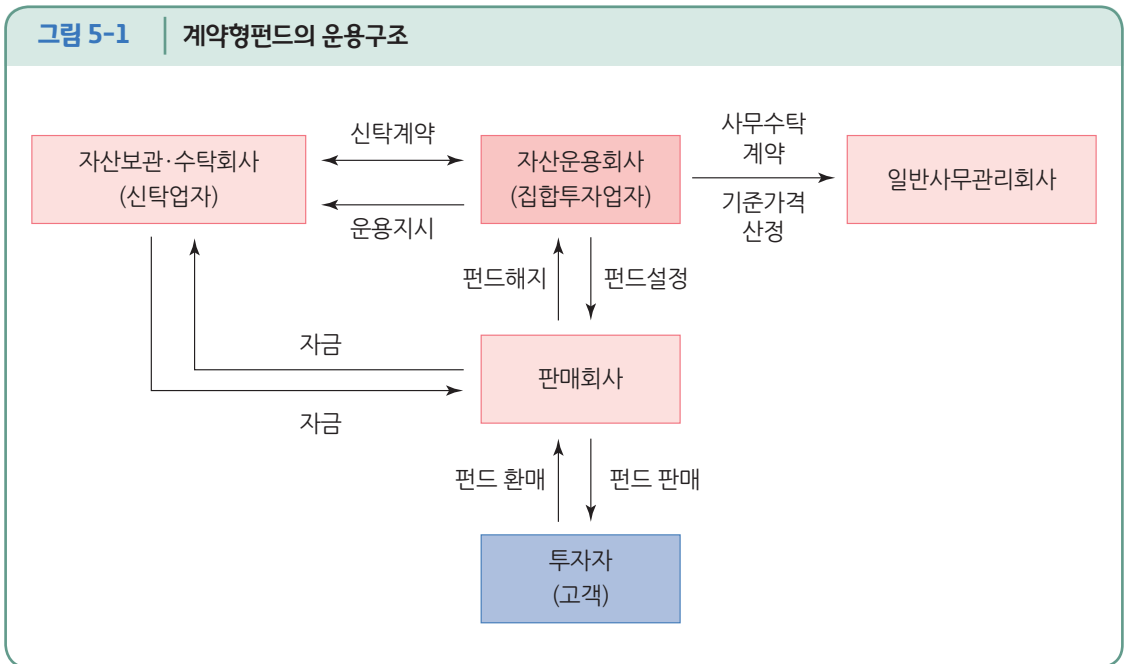 그림 5-1 계약형펀드의 운용구조
자산보관·수탁회사
(신탁업자)
신탁계약
운용지시
자산운용회사
(집합투자업자)
사무수탁
계약
기준가격
산정
일반사무관리회사
펀드해지
펀드설정
자금
자금
판매회사
펀드 환매
펀드 판매
투자자
(고객)